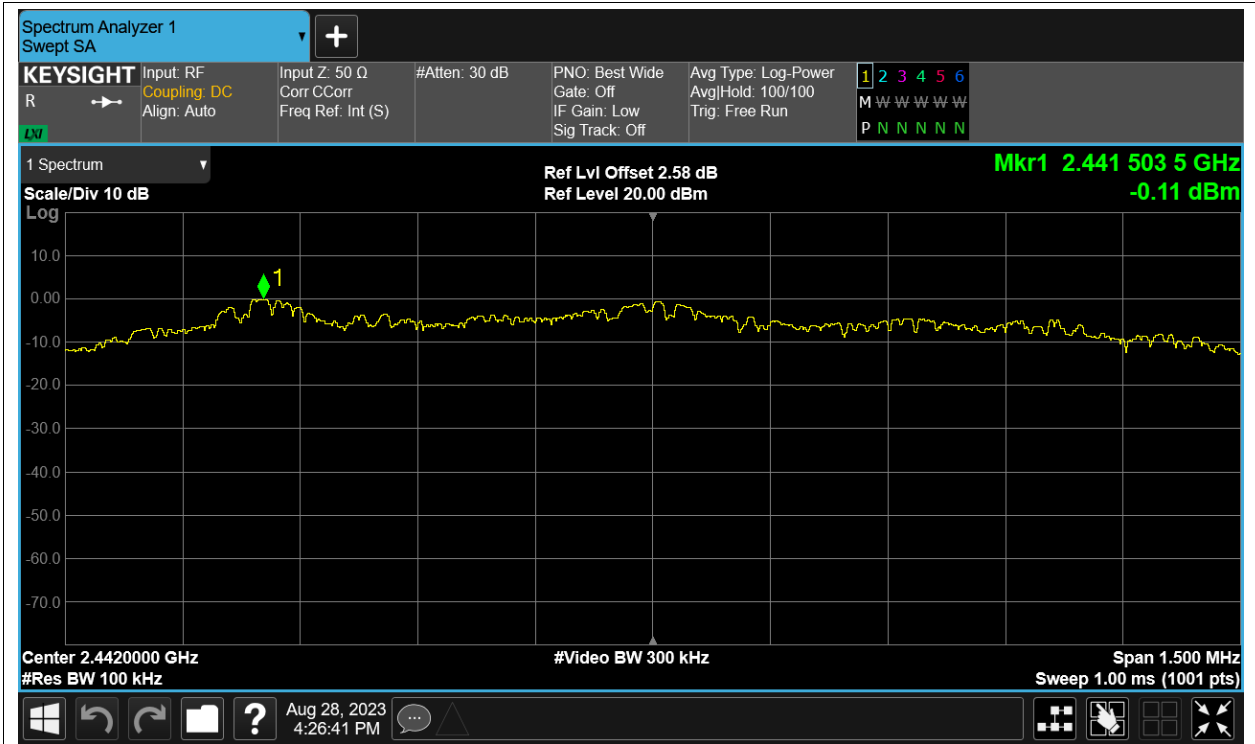 Spectrum Analyzer 1
Swept SA
+
KEYSIGHT
R
LXI
Input: RF
Coupling: DC
Align: Auto
Input Z: 50 Ω
Corr CCorr
Freq Ref: Int (S)
#Atten: 30 dB
PNO: Best Wide
Gate: Off
IF Gain: Low
Sig Track: Off
Avg Type: Log-Power
Avg|Hold: 100/100
Trig: Free Run
1 2 3 4 5 6
M W W W W W
P N N N N N
1 Spectrum
Scale/Div 10 dB
Log
Ref Lvl Offset 2.58 dB
Ref Level 20.00 dBm
Mkr1 2.441 503 5 GHz
-0.11 dBm
1
10.0
0.00
-10.0
-20.0
-30.0
-40.0
-50.0
-60.0
-70.0
Center 2.4420000 GHz
#Video BW 300 kHz
Span 1.500 MHz
#Res BW 100 kHz
Sweep 1.00 ms (1001 pts)
?
Aug 28, 2023
4:26:41 PM